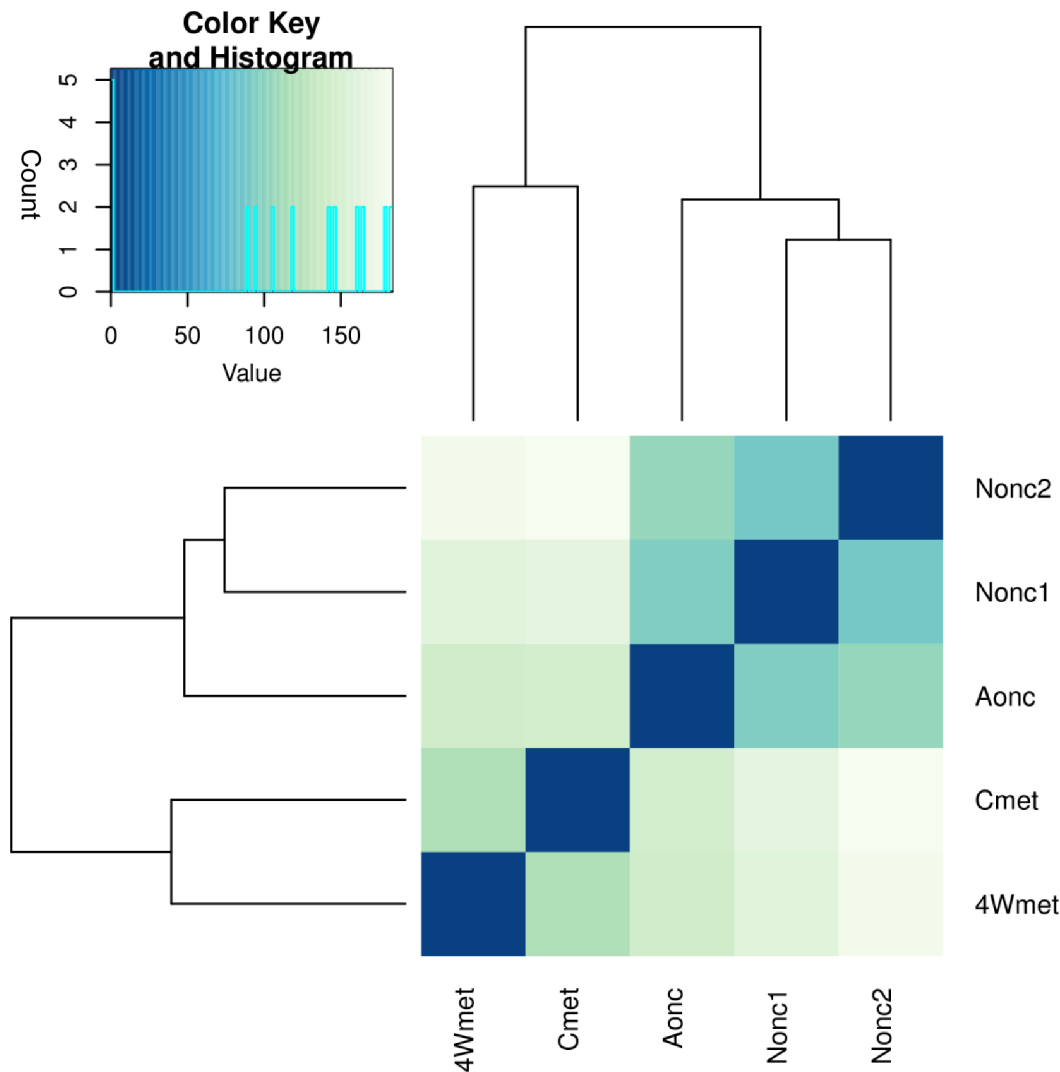 Color Key
and Histogram
Count
5
4
3
2
1
0
0 50 100 150
Value
Nonc2
Nonc1
Aonc
Cmet
4Wmet
4Wmet Cmet Aonc Nonc1 Nonc2